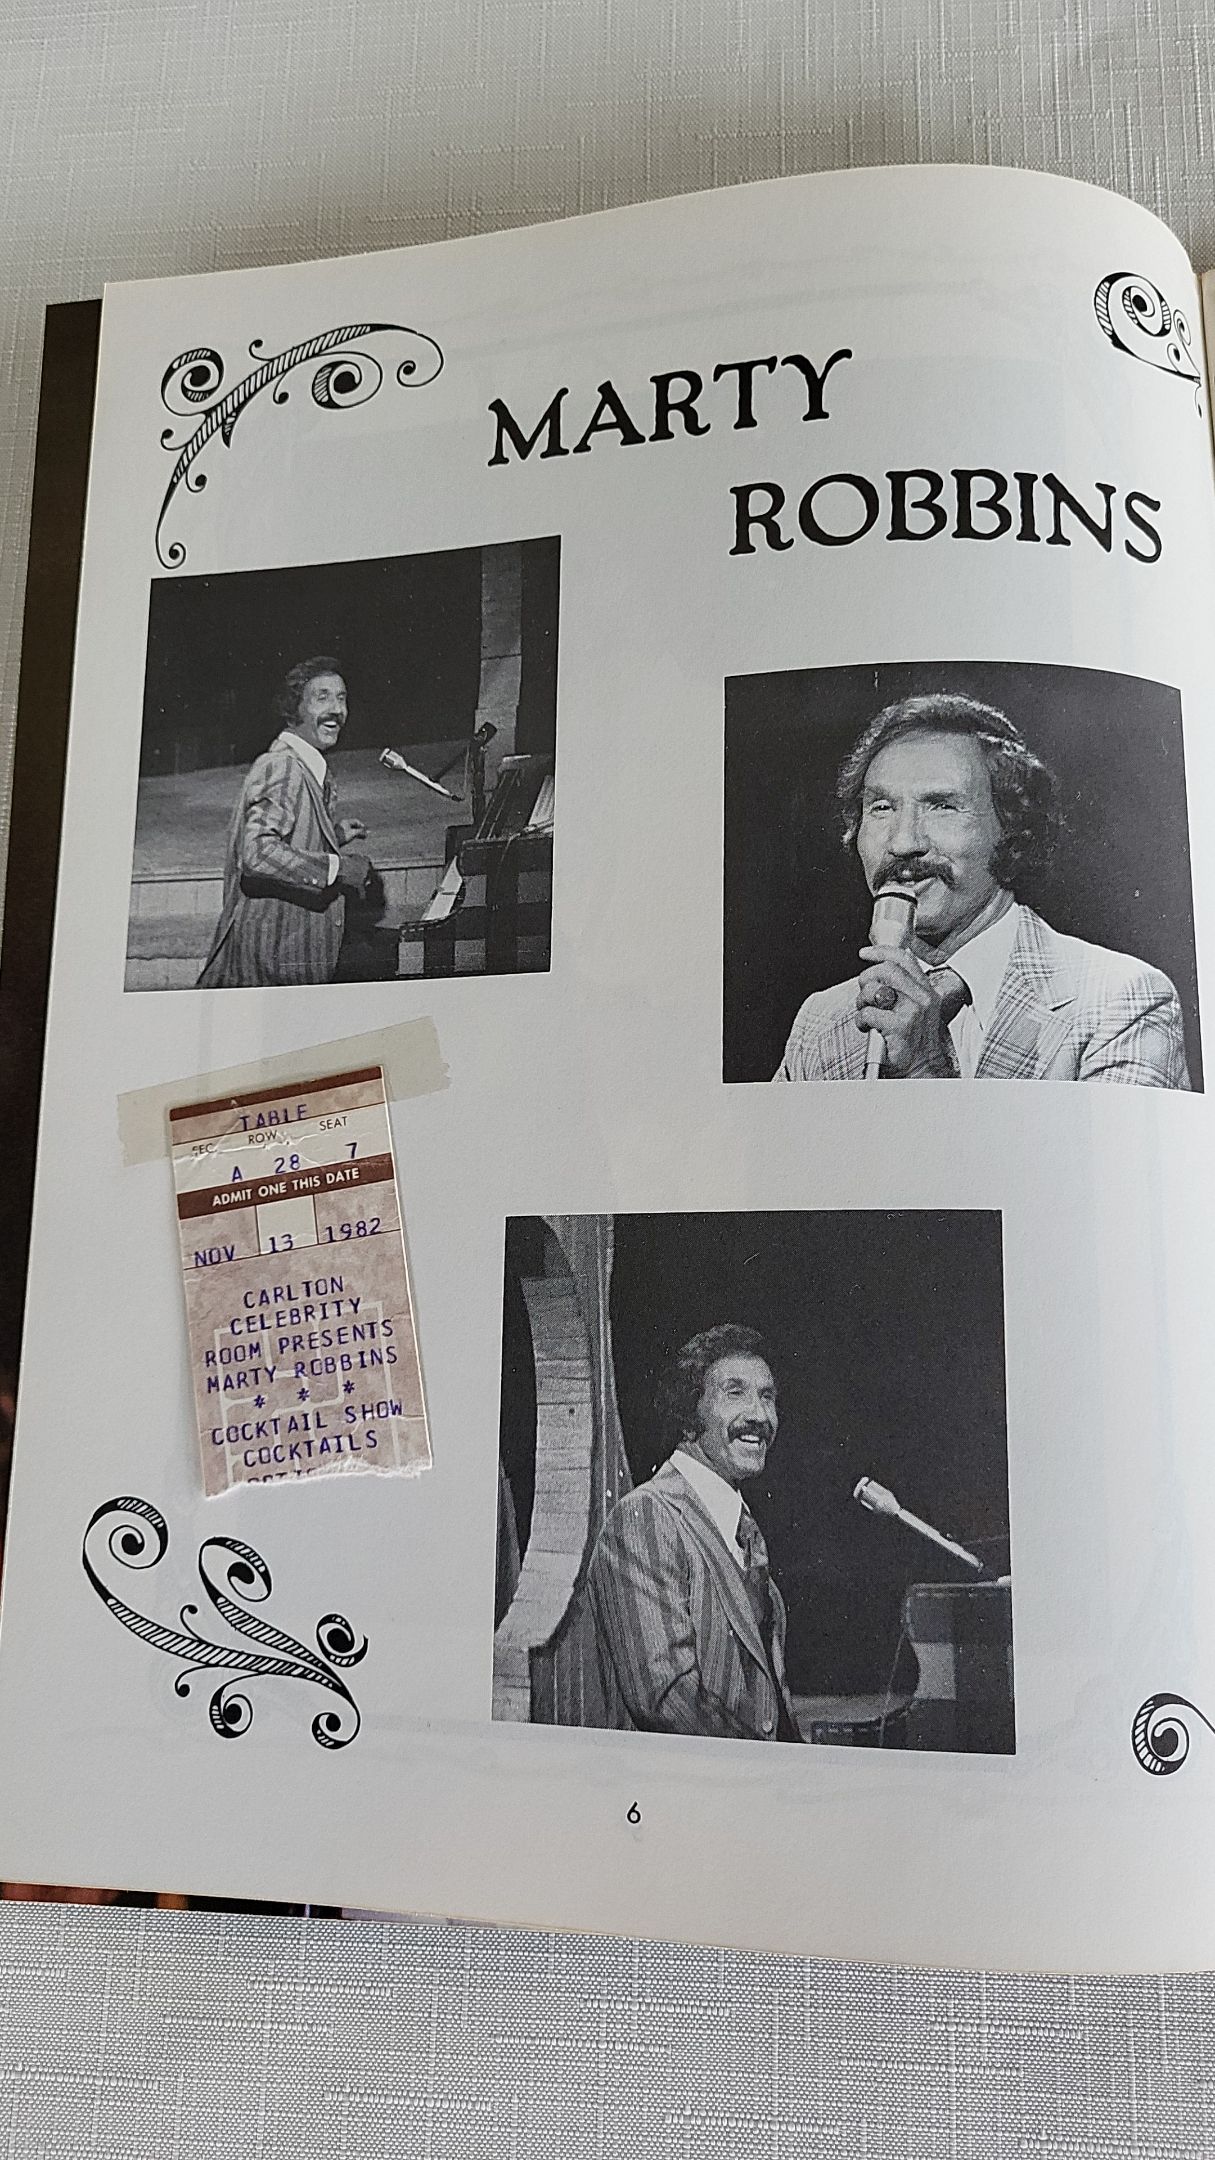 MARTY
ROBBINS
TABLE
SEC. ROW SEAT
A 28 7
ADMIT ONE THIS DATE
NOV 13 1982
CARLTON
CELEBRITY
ROOM PRESENTS
MARTY ROBBINS
* * *
COCKTAIL SHOW
COCKTAILS
6